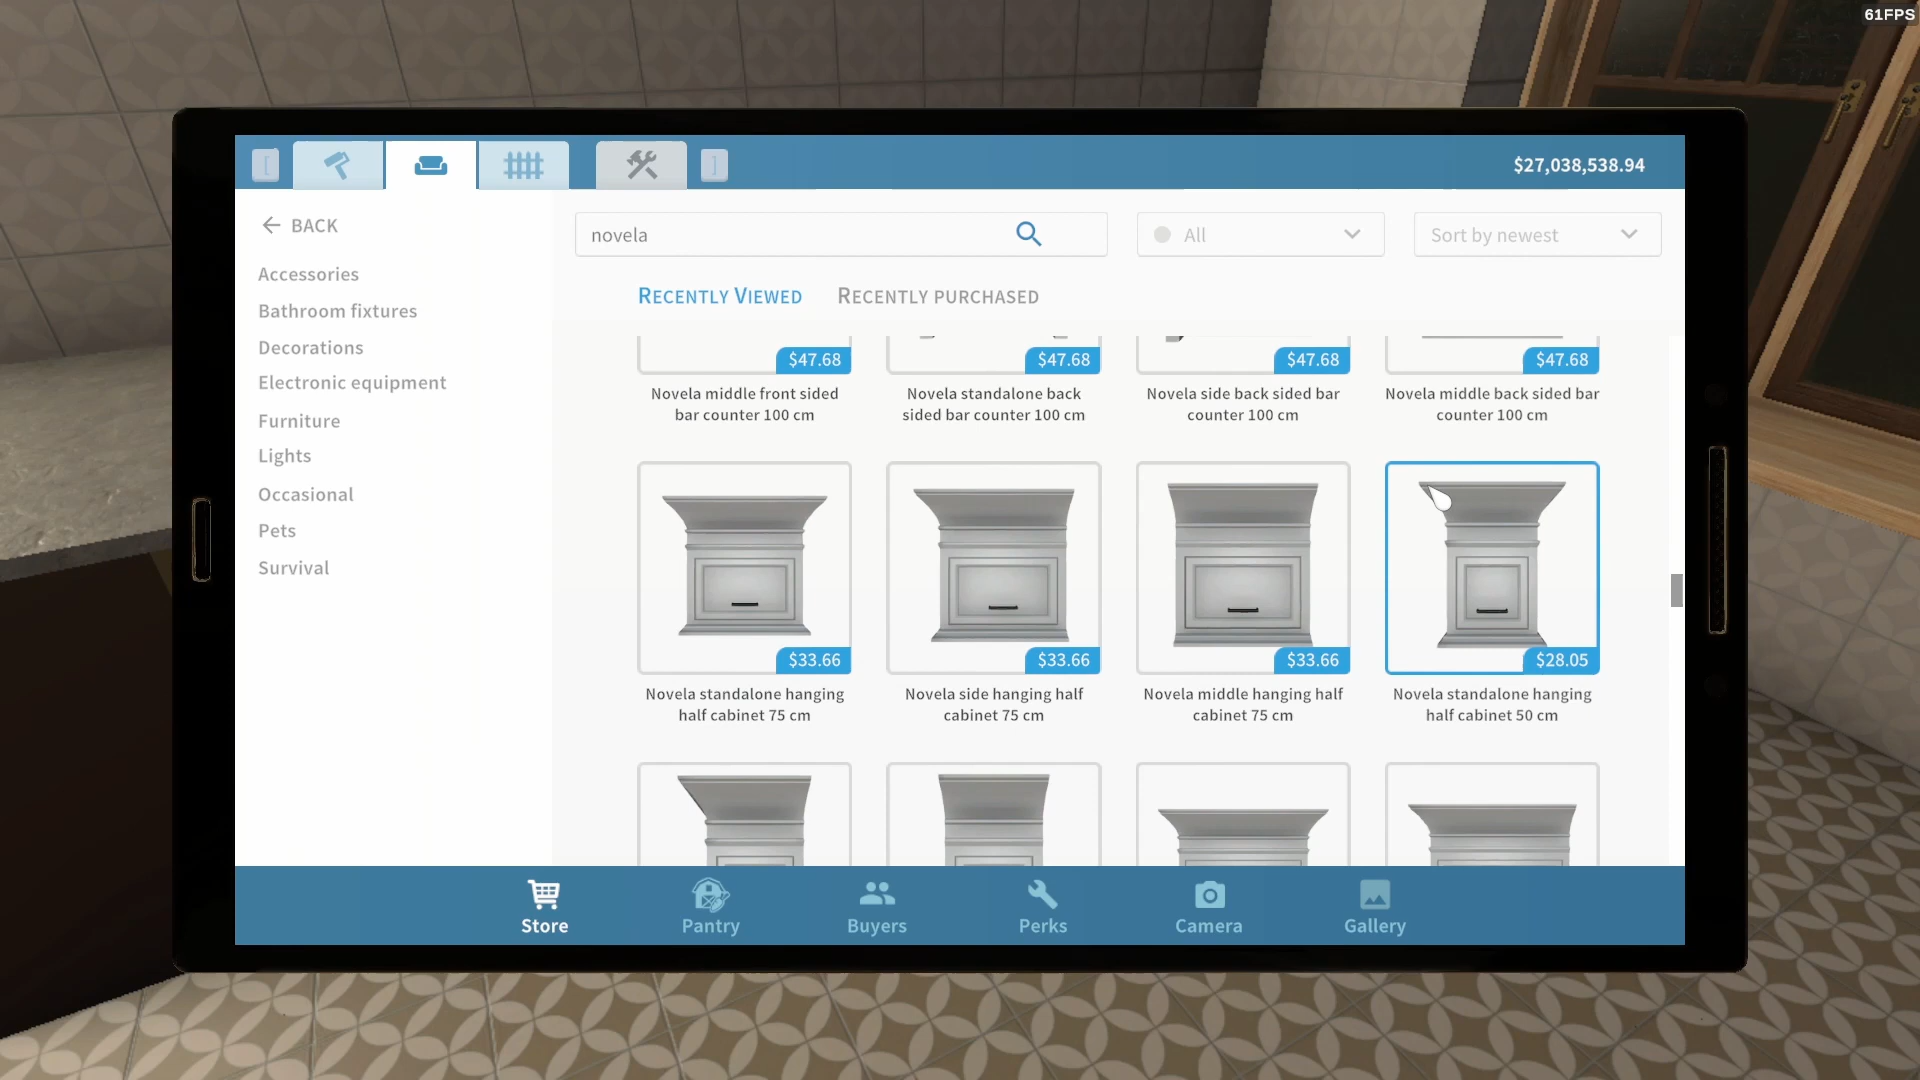 61FPS
[
]
$27,038,538.94
BACK
Accessories
Bathroom fixtures
Decorations
Electronic equipment
Furniture
Lights
Occasional
Pets
Survival
novela
All
Sort by newest
RECENTLY VIEWED
RECENTLY PURCHASED
$47.68
$47.68
$47.68
$47.68
Novela middle front sided
bar counter 100 cm
Novela standalone back
sided bar counter 100 cm
Novela side back sided bar
counter 100 cm
Novela middle back sided bar
counter 100 cm
$33.66
$33.66
$33.66
$28.05
Novela standalone hanging
half cabinet 75 cm
Novela side hanging half
cabinet 75 cm
Novela middle hanging half
cabinet 75 cm
Novela standalone hanging
half cabinet 50 cm
Store
Pantry
Buyers
Perks
Camera
Gallery